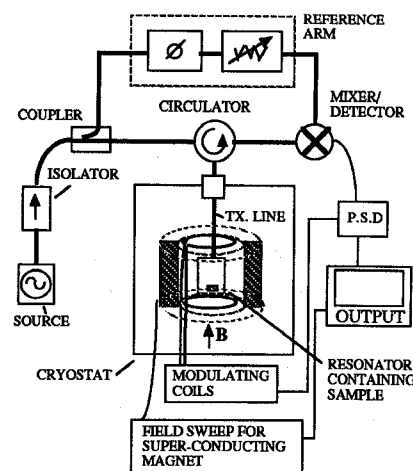 REFERENCE
ARM
Ø
MIXER/
DETECTOR
CIRCULATOR
COUPLER
ISOLATOR
TX. LINE
P.S.D
SOURCE
OUTPUT
B
CRYOSTAT
MODULATING
COILS
RESONATOR
CONTAINING
SAMPLE
FIELD SWEEP FOR
SUPER-CONDUCTING
MAGNET